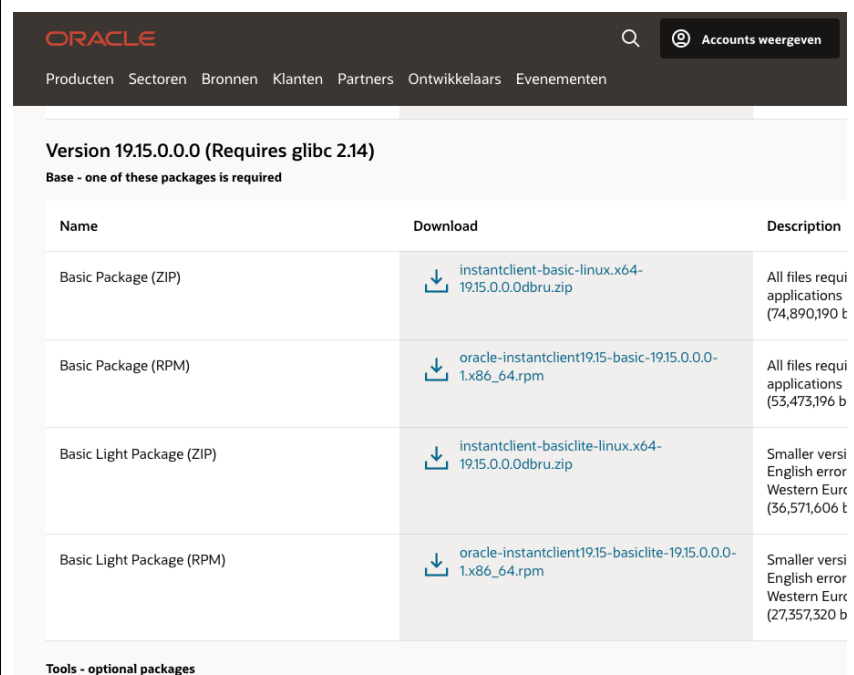 ORACLE
Accounts weergeven
Producten Sectoren Bronnen Klanten Partners Ontwikkelaars Evenementen
Version 19.15.0.0.0 (Requires glibc 2.14)
Base - one of these packages is required
Name Download Description
Basic Package (ZIP)
instantclient-basic-linux.x64-
19.15.0.0.0dbru.zip
All files requi
applications
(74,890,190 b
Basic Package (RPM)
oracle-instantclient19.15-basic-19.15.0.0.0-
1.x86_64.rpm
All files requi
applications
(53,473,196 b
Basic Light Package (ZIP)
instantclient-basiclite-linux.x64-
19.15.0.0.0dbru.zip
Smaller versi
English error
Western Euro
(36,571,606 b
Basic Light Package (RPM)
oracle-instantclient19.15-basiclite-19.15.0.0.0-
1.x86_64.rpm
Smaller versi
English error
Western Euro
(27,357,320 b
Tools - optional packages